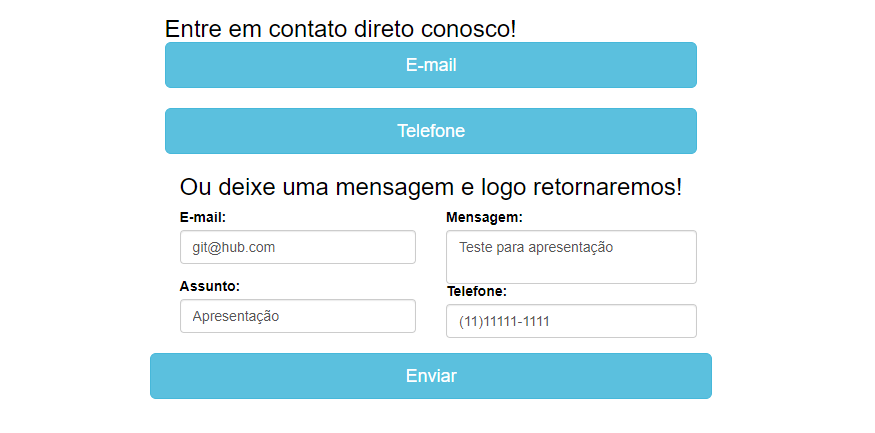 Entre em contato direto conosco!
E-mail
Telefone
Ou deixe uma mensagem e logo retornaremos!
E-mail:
git@hub.com
Assunto:
Apresentação
Mensagem:
Teste para apresentação
Telefone:
(11)11111-1111
Enviar